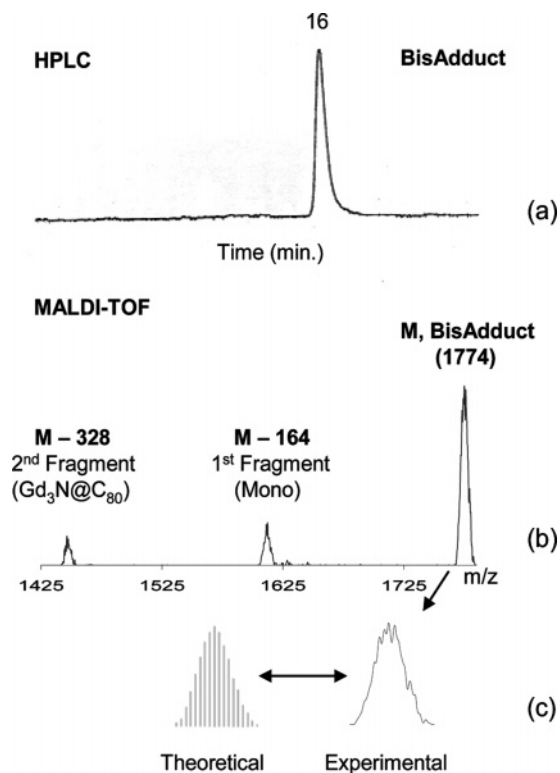 16
HPLC
BisAdduct
(a)
Time (min.)
MALDI-TOF
M, BisAdduct
(1774)
M – 328
2nd Fragment
(Gd₃N@C₈₀)
M – 164
1st Fragment
(Mono)
(b)
1425 1525 1625 1725
m/z
(c)
Theoretical
Experimental